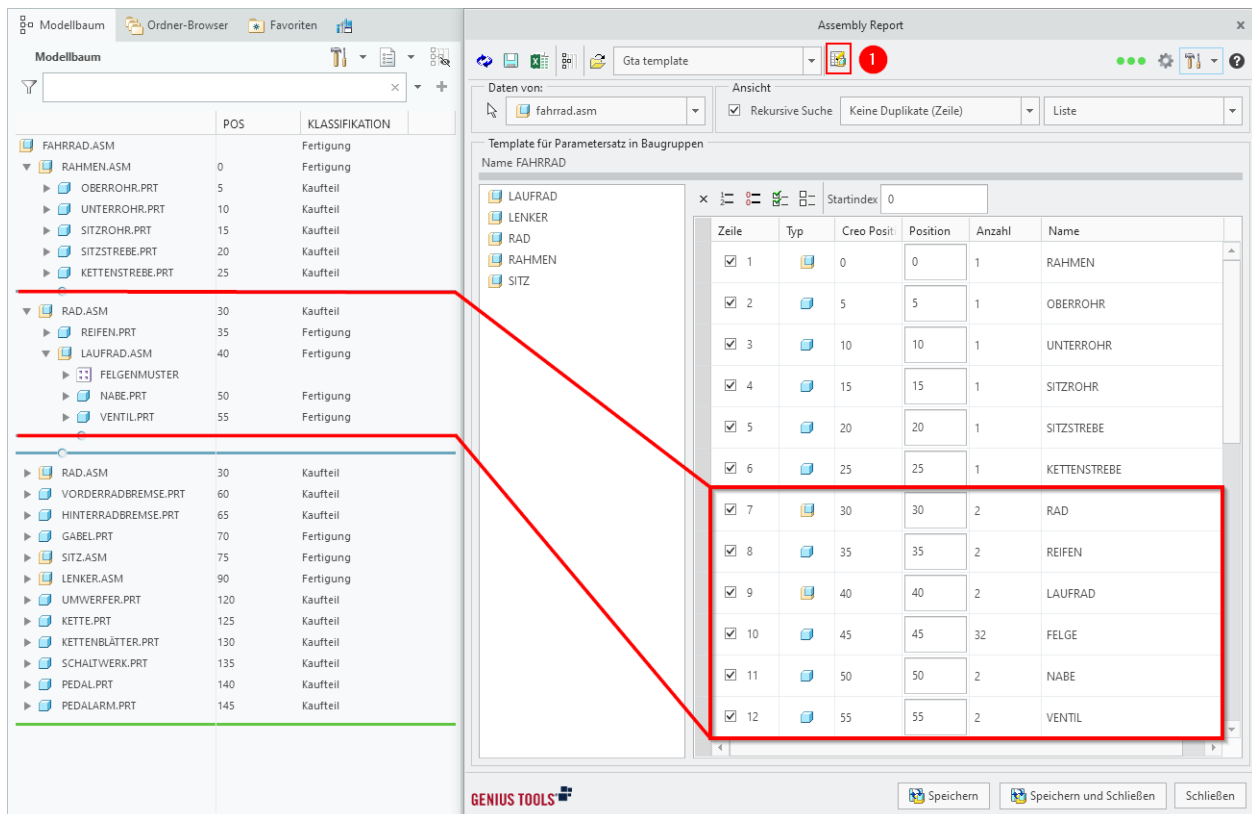 Modellbaum
Ordner-Browser
Favoriten
Modellbaum
POS KLASSIFIKATION
FAHRRAD.ASM Fertigung
RAHMEN.ASM 0 Fertigung
OBERROHR.PRT 5 Kaufteil
UNTERROHR.PRT 10 Kaufteil
SITZROHR.PRT 15 Kaufteil
SITZSTREBE.PRT 20 Kaufteil
KETTENSTREBE.PRT 25 Kaufteil
RAD.ASM 30 Kaufteil
REIFEN.PRT 35 Fertigung
LAUFRAD.ASM 40 Fertigung
FELGENMUSTER
NABE.PRT 50 Fertigung
VENTIL.PRT 55 Fertigung
RAD.ASM 30 Kaufteil
VORDERRADBREMSE.PRT 60 Kaufteil
HINTERRADBREMSE.PRT 65 Kaufteil
GABEL.PRT 70 Fertigung
SITZ.ASM 75 Fertigung
LENKER.ASM 90 Fertigung
UMWERFER.PRT 120 Kaufteil
KETTE.PRT 125 Kaufteil
KETTENBLÄTTER.PRT 130 Kaufteil
SCHALTWERK.PRT 135 Kaufteil
PEDAL.PRT 140 Kaufteil
PEDALARM.PRT 145 Kaufteil
Assembly Report
Gta template
1
Daten von:
fahrrad.asm
Ansicht
Rekursive Suche
Keine Duplikate (Zeile)
Liste
Template für Parametersatz in Baugruppen
Name FAHRRAD
LAUFRAD
LENKER
RAD
RAHMEN
SITZ
Startindex 0
Zeile Typ Creo Positi Position Anzahl Name
1 0 0 1 RAHMEN
2 5 5 1 OBERROHR
3 10 10 1 UNTERROHR
4 15 15 1 SITZROHR
5 20 20 1 SITZSTREBE
6 25 25 1 KETTENSTREBE
7 30 30 2 RAD
8 35 35 2 REIFEN
9 40 40 2 LAUFRAD
10 45 45 32 FELGE
11 50 50 2 NABE
12 55 55 2 VENTIL
GENIUS TOOLS
Speichern
Speichern und Schließen
Schließen